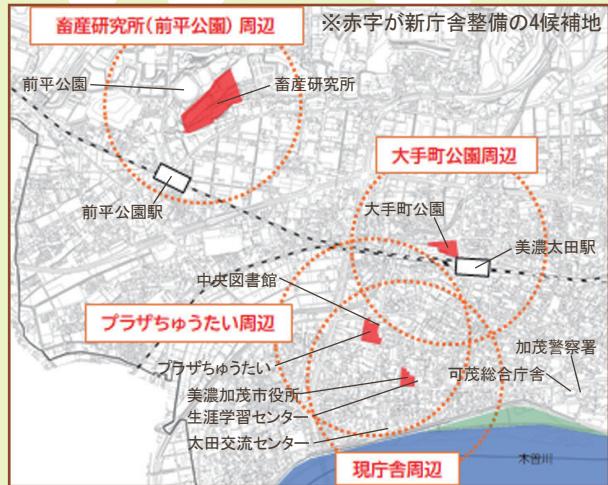 ※赤字が新庁舎整備の4候補地
畜産研究所(前平公園) 周辺
前平公園
畜産研究所
大手町公園周辺
前平公園駅
大手町公園
美濃太田駅
中央図書館
プラザちゅうたい周辺
加茂警察署
プラザちゅうたい
可茂総合庁舎
美濃加茂市役所
生涯学習センター
太田交流センター
現庁舎周辺
木曽川